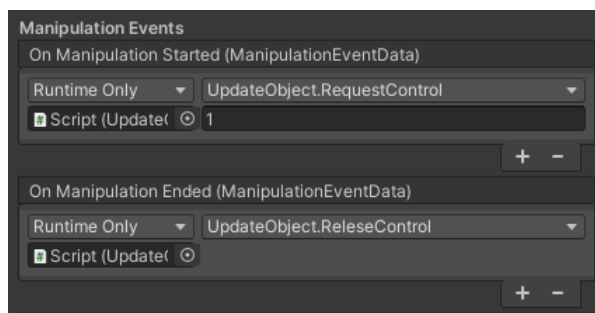 Manipulation Events
On Manipulation Started (ManipulationEventData)
Runtime Only UpdateObject.RequestControl
Script (Update( 1
+ -
On Manipulation Ended (ManipulationEventData)
Runtime Only UpdateObject.ReleseControl
Script (Update(
+ -